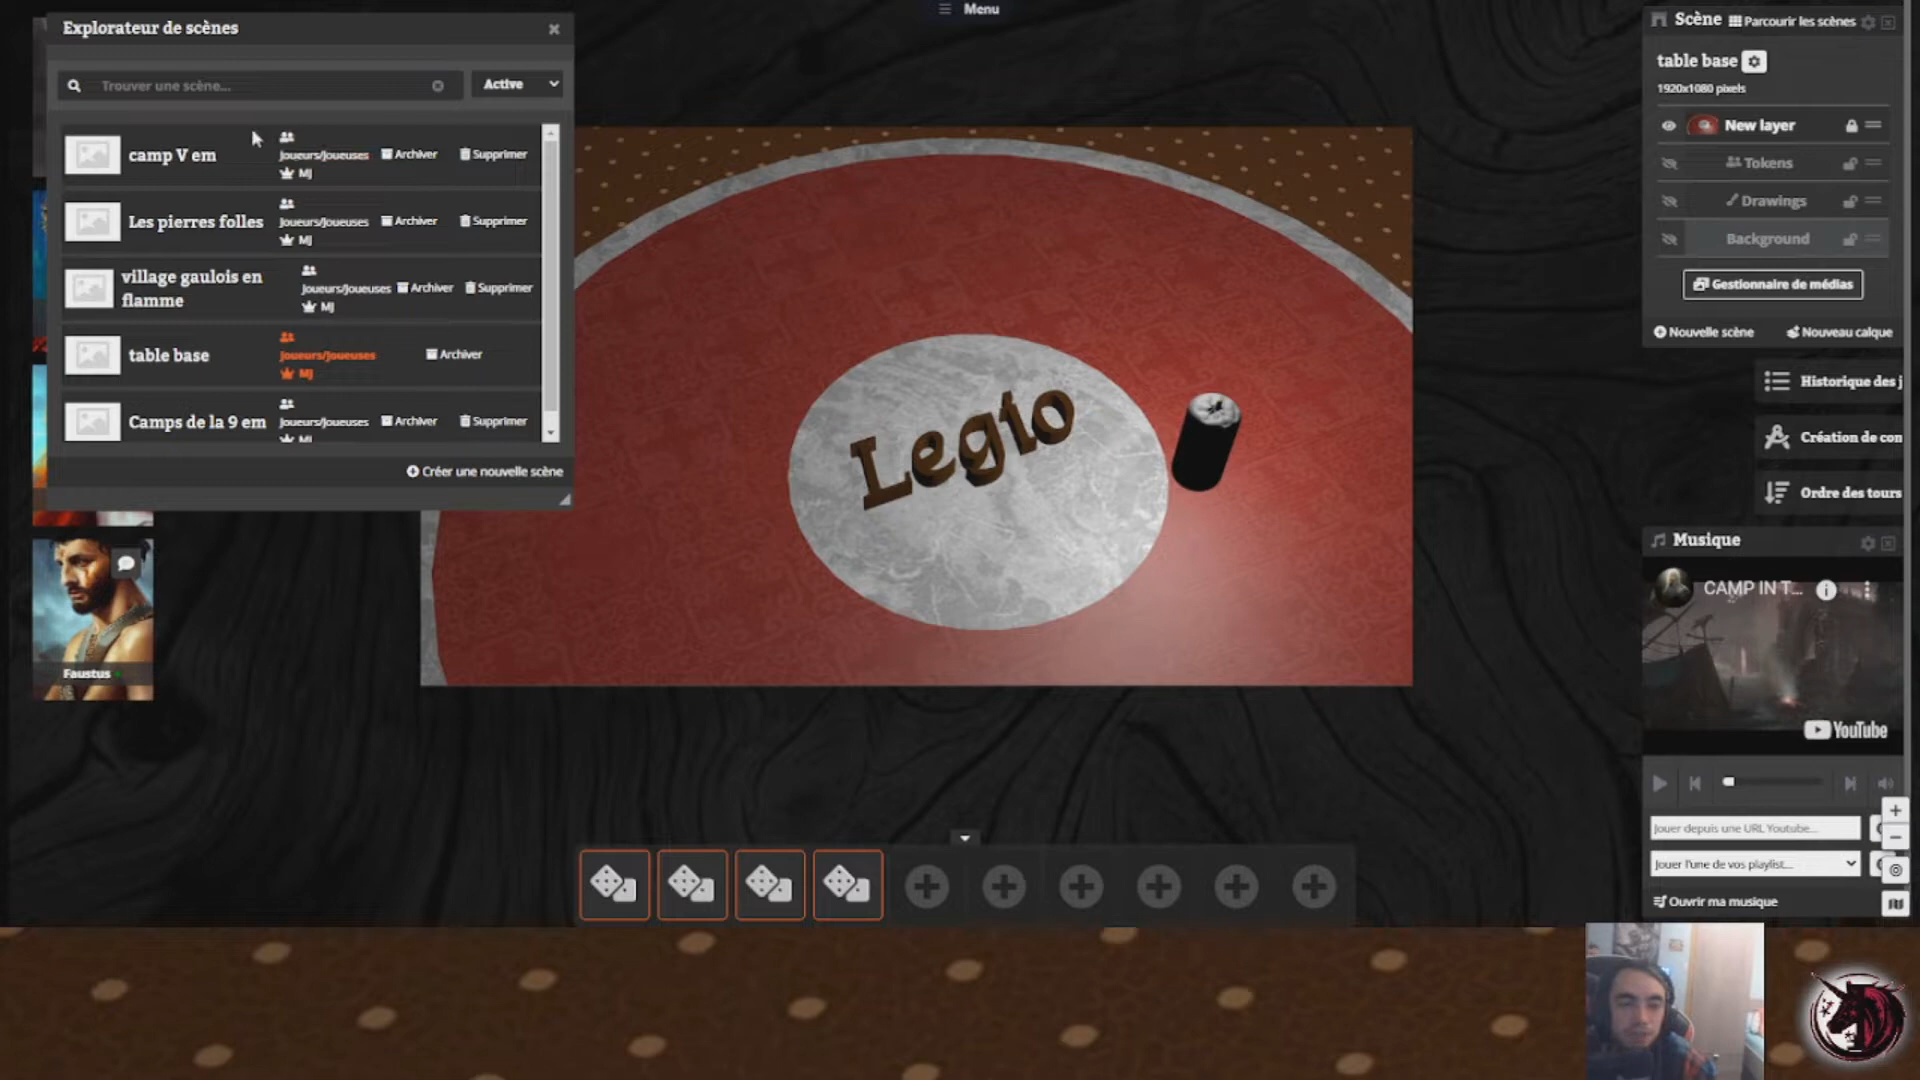 Explorateur de scènes
Trouver une scène...
Active
camp V em
Joueurs/Joueuses
MJ
Archiver
Supprimer
Les pierres folles
Joueurs/Joueuses
MJ
Archiver
Supprimer
village gaulois en
flamme
Joueurs/Joueuses
MJ
Archiver
Supprimer
table base
Joueurs/Joueuses
MJ
Archiver
Camps de la 9 em
Joueurs/Joueuses
MJ
Archiver
Supprimer
Créer une nouvelle scène
Faustus
Menu
Legio
Scène
Parcourir les scènes
table base
1920x1080 pixels
New layer
Tokens
Drawings
Background
Gestionnaire de médias
Nouvelle scène
Nouveau calque
Historique des j
Création de con
Ordre des tours
Musique
CAMP IN T...
YouTube
Jouer depuis une URL Youtube...
Jouer l'une de vos playlist...
Ouvrir ma musique